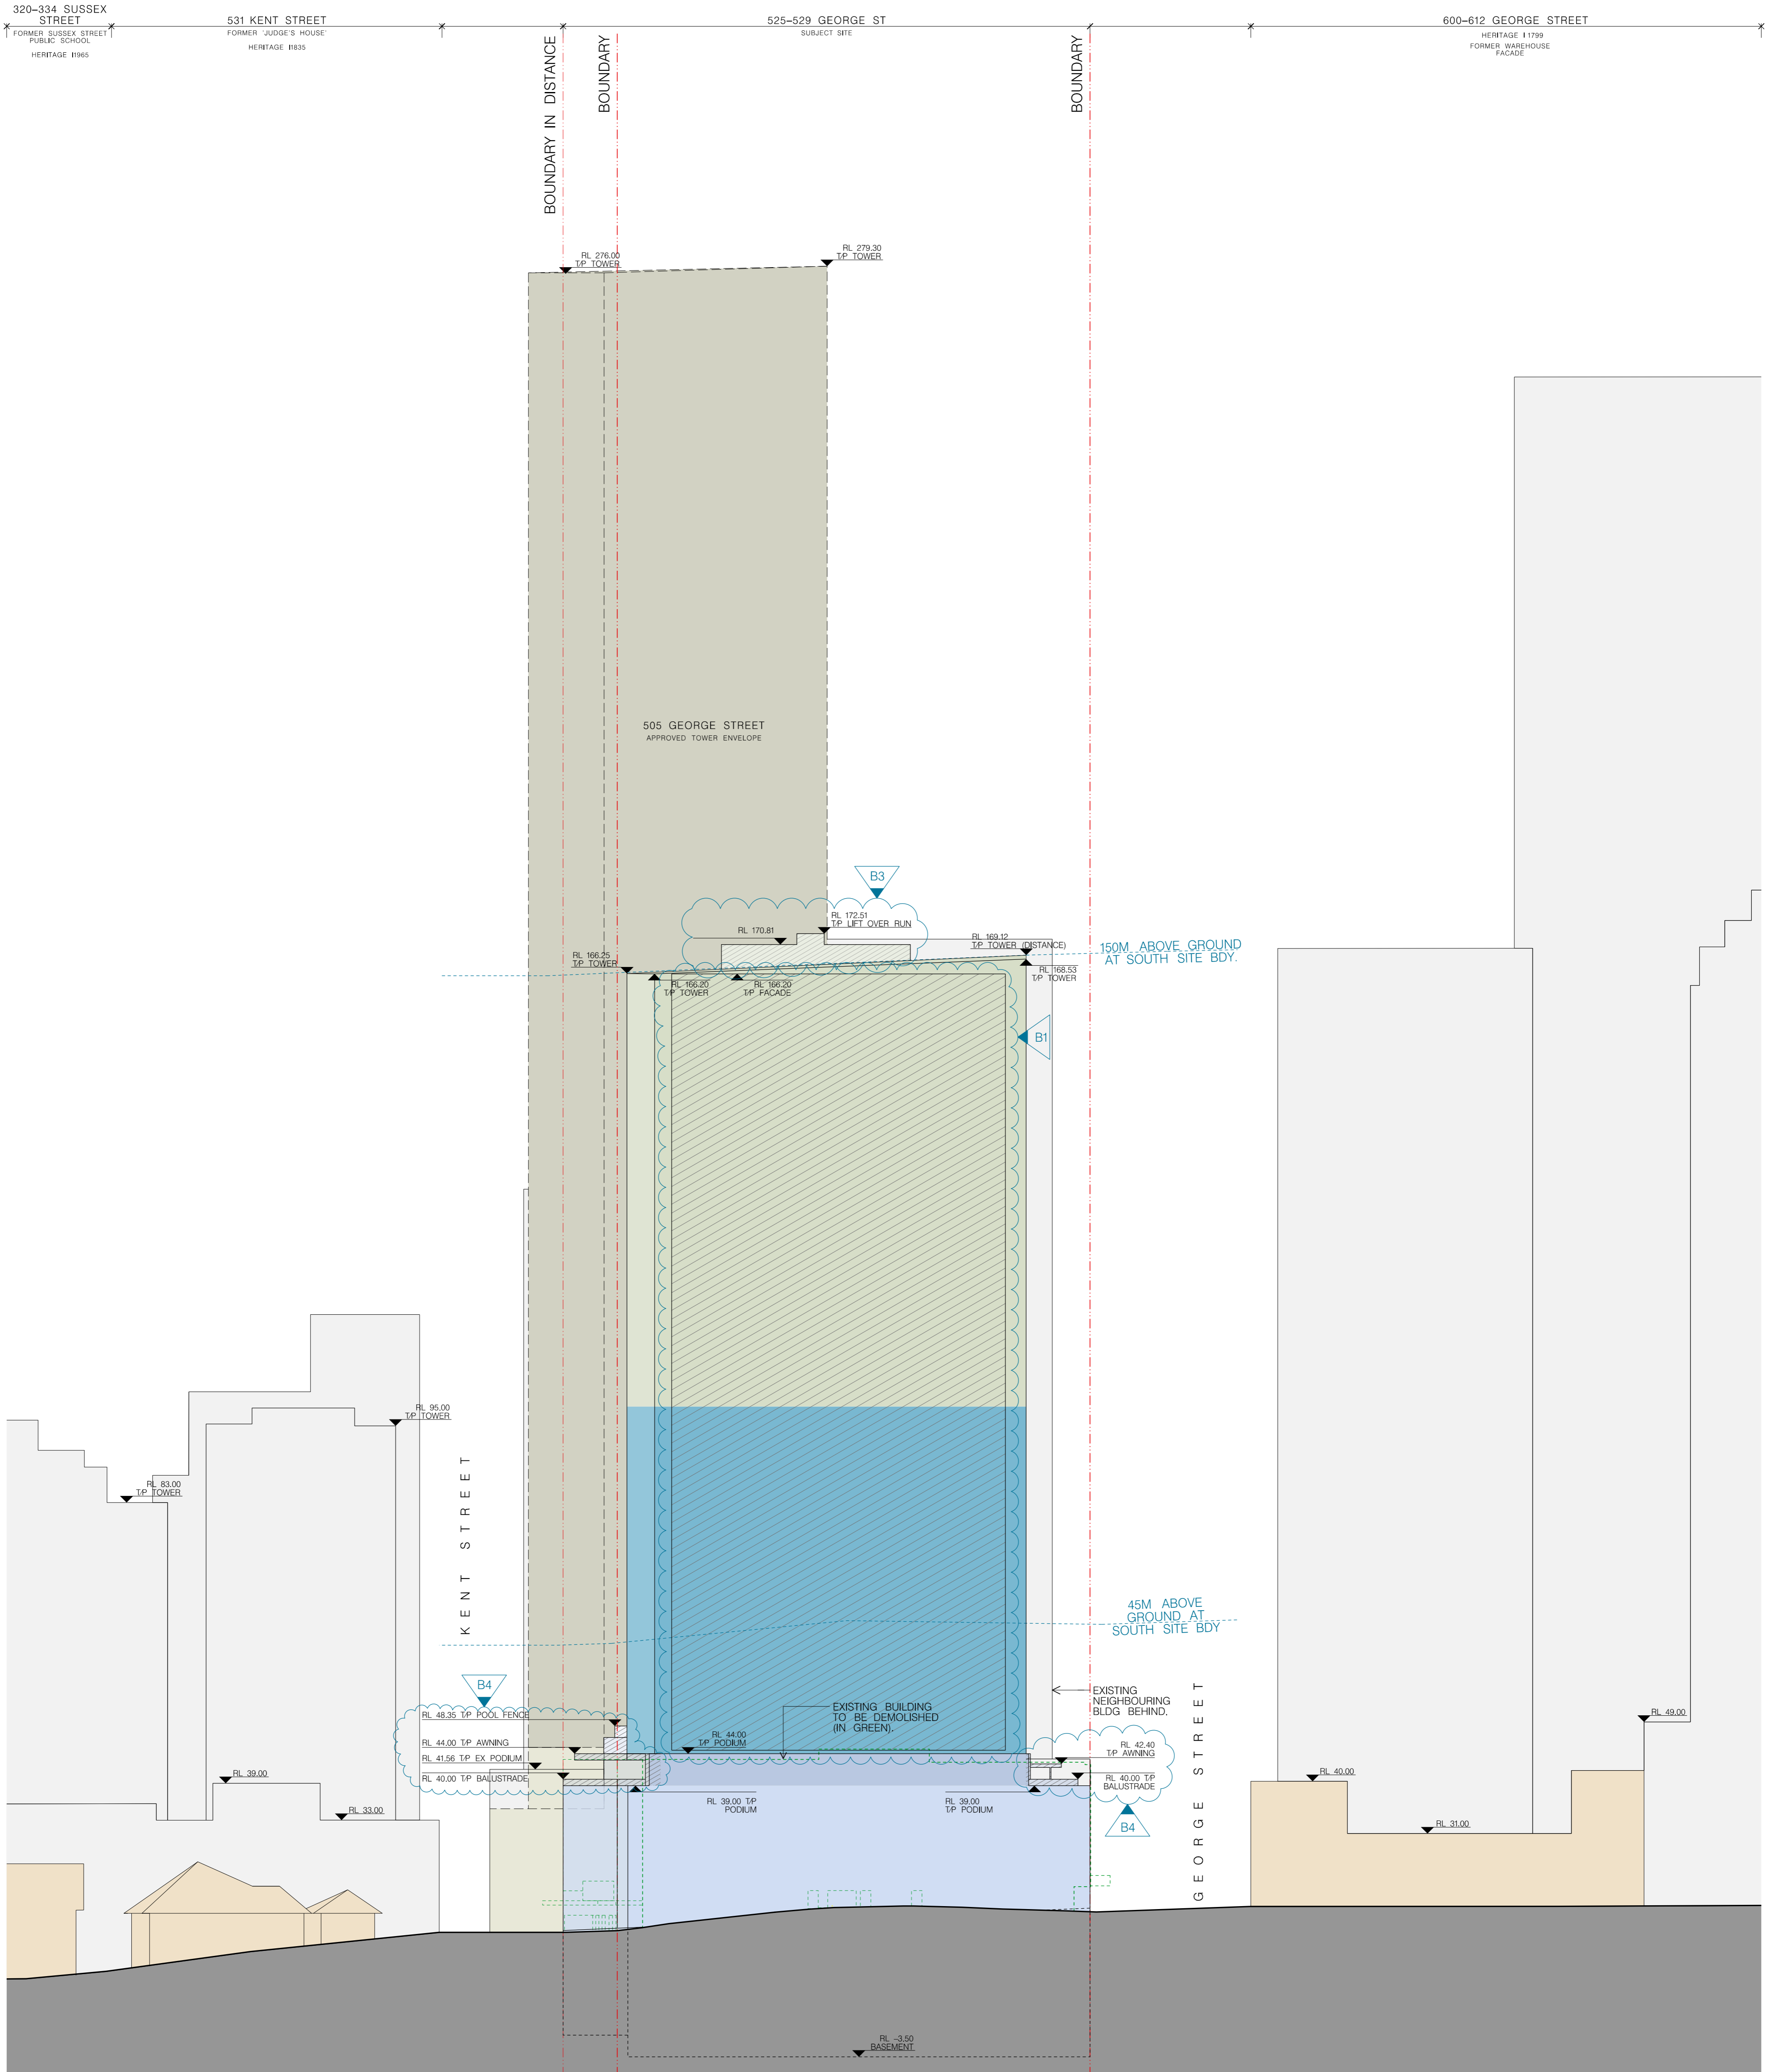 320–334 SUSSEX
STREET
FORMER SUSSEX STREET
PUBLIC SCHOOL
HERITAGE I1965
531 KENT STREET
FORMER 'JUDGE'S HOUSE'
HERITAGE I1835
525–529 GEORGE ST
SUBJECT SITE
600–612 GEORGE STREET
HERITAGE I 1799
FORMER WAREHOUSE
FACADE
BOUNDARY IN DISTANCE
BOUNDARY
BOUNDARY
RL 276.00
T/P TOWER
RL 279.30
T/P TOWER
505 GEORGE STREET
APPROVED TOWER ENVELOPE
B3
RL 172.51
T/P LIFT OVER RUN
RL 170.81
RL 169.12
T/P TOWER (DISTANCE)
150M ABOVE GROUND
AT SOUTH SITE BDY.
RL 166.25
T/P TOWER
RL 168.53
T/P TOWER
RL 166.20
T/P TOWER
RL 166.20
T/P FACADE
B1
RL 95.00
T/P TOWER
RL 83.00
T/P TOWER
KENT STREET
45M ABOVE
GROUND AT
SOUTH SITE BDY
B4
EXISTING
NEIGHBOURING
BLDG BEHIND.
EXISTING BUILDING
TO BE DEMOLISHED
(IN GREEN).
RL 48.35 T/P POOL FENCE
RL 49.00
RL 44.00 T/P AWNING
RL 44.00
T/P PODIUM
RL 42.40
T/P AWNING
RL 41.56 T/P EX PODIUM
RL 40.00 T/P BALUSTRADE
RL 40.00 T/P
BALUSTRADE
RL 39.00
RL 40.00
RL 39.00 T/P
PODIUM
RL 39.00
T/P PODIUM
RL 33.00
B4
RL 31.00
GEORGE STREET
RL -3.50
BASEMENT